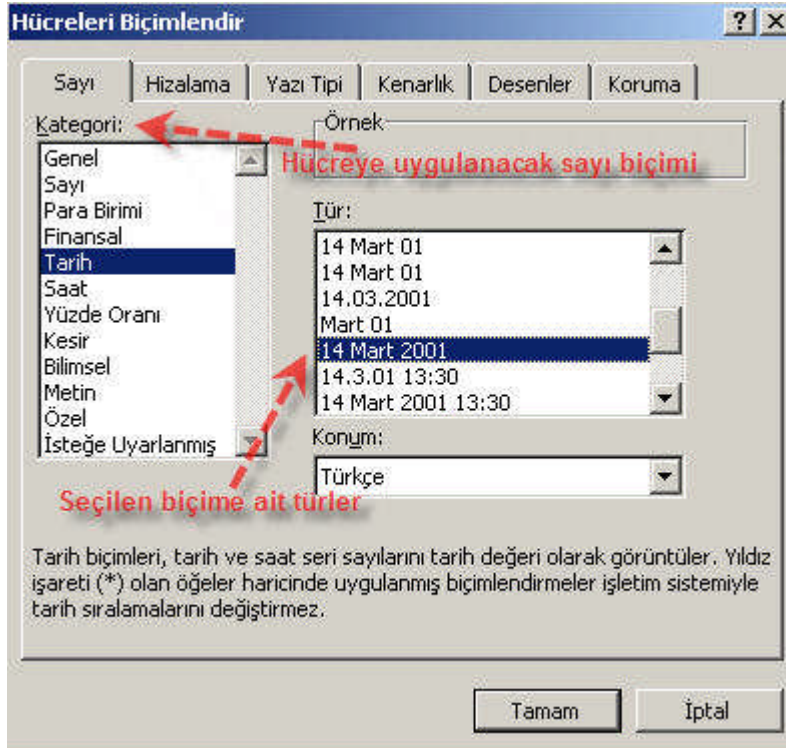 Hücreleri Biçimlendir
Sayı Hizalama Yazı Tipi Kenarlık Desenler Koruma
Kategori:
Genel
Sayı
Para Birimi
Finansal
Tarih
Saat
Yüzde Oranı
Kesir
Bilimsel
Metin
Özel
İsteğe Uyarlanmış
Örnek
Hücreye uygulanacak sayı biçimi
Tür:
14 Mart 01
14 Mart 01
14.03.2001
Mart 01
14 Mart 2001
14.3.01 13:30
14 Mart 2001 13:30
Konum:
Türkçe
Seçilen biçime ait türler
Tarih biçimleri, tarih ve saat seri sayılarını tarih değeri olarak görüntüler. Yıldız
işareti (*) olan öğeler haricinde uygulanmış biçimlendirmeler işletim sistemiyle
tarih sıralamalarını değiştirmez.
Tamam İptal